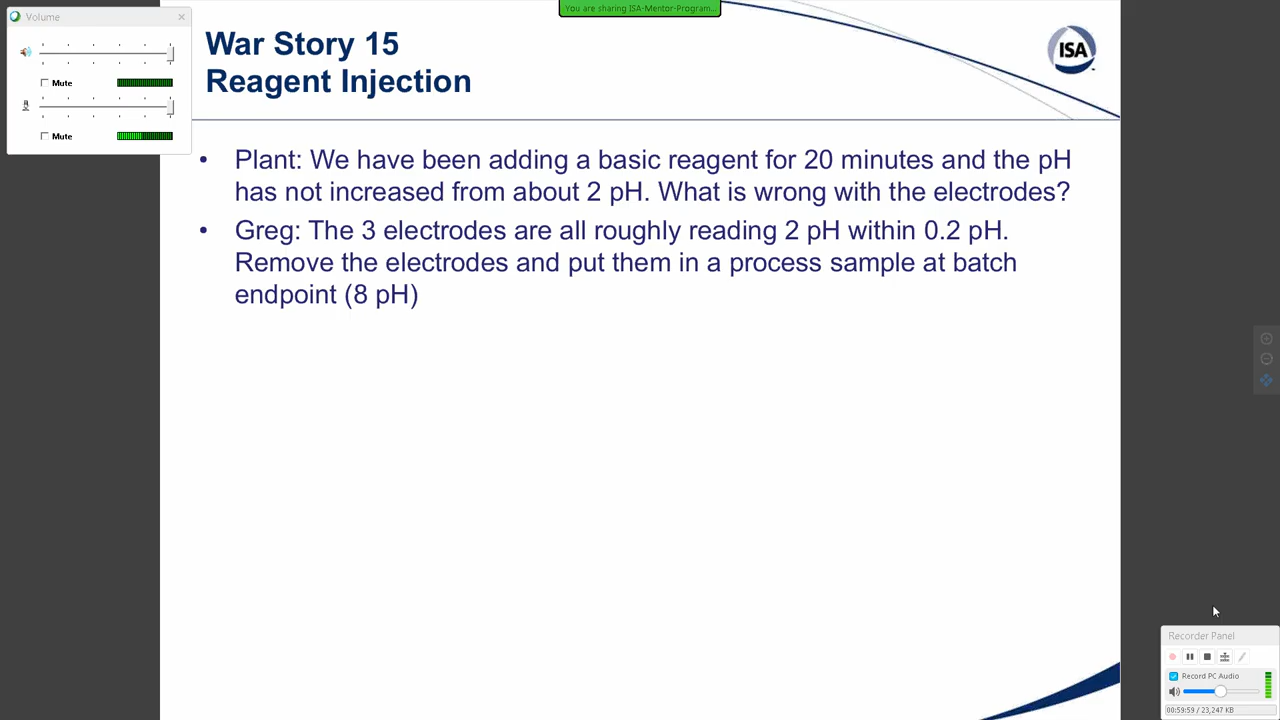 You are sharing ISA-Mentor-Program...
Volume
Mute
Mute
War Story 15
Reagent Injection
ISA
• Plant: We have been adding a basic reagent for 20 minutes and the pH
has not increased from about 2 pH. What is wrong with the electrodes?
• Greg: The 3 electrodes are all roughly reading 2 pH within 0.2 pH.
Remove the electrodes and put them in a process sample at batch
endpoint (8 pH)
Recorder Panel
Record PC Audio
00:59:59 / 23,247 KB